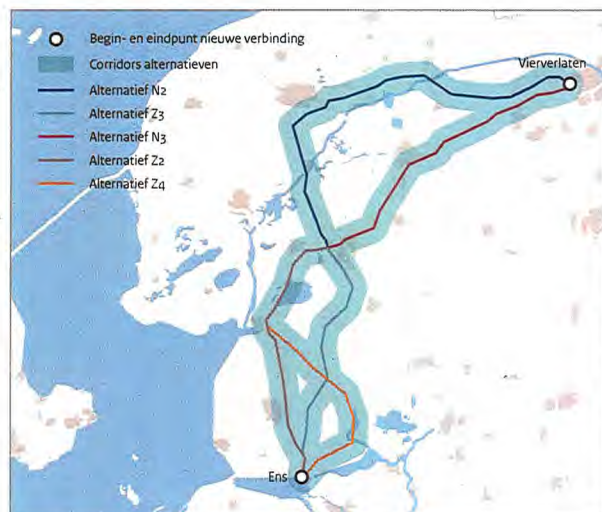 Begin- en eindpunt nieuwe verbinding
Corridors alternatieven
Alternatief N2
Alternatief Z3
Alternatief N3
Alternatief Z2
Alternatief Z4
Vierverlaten
Ens